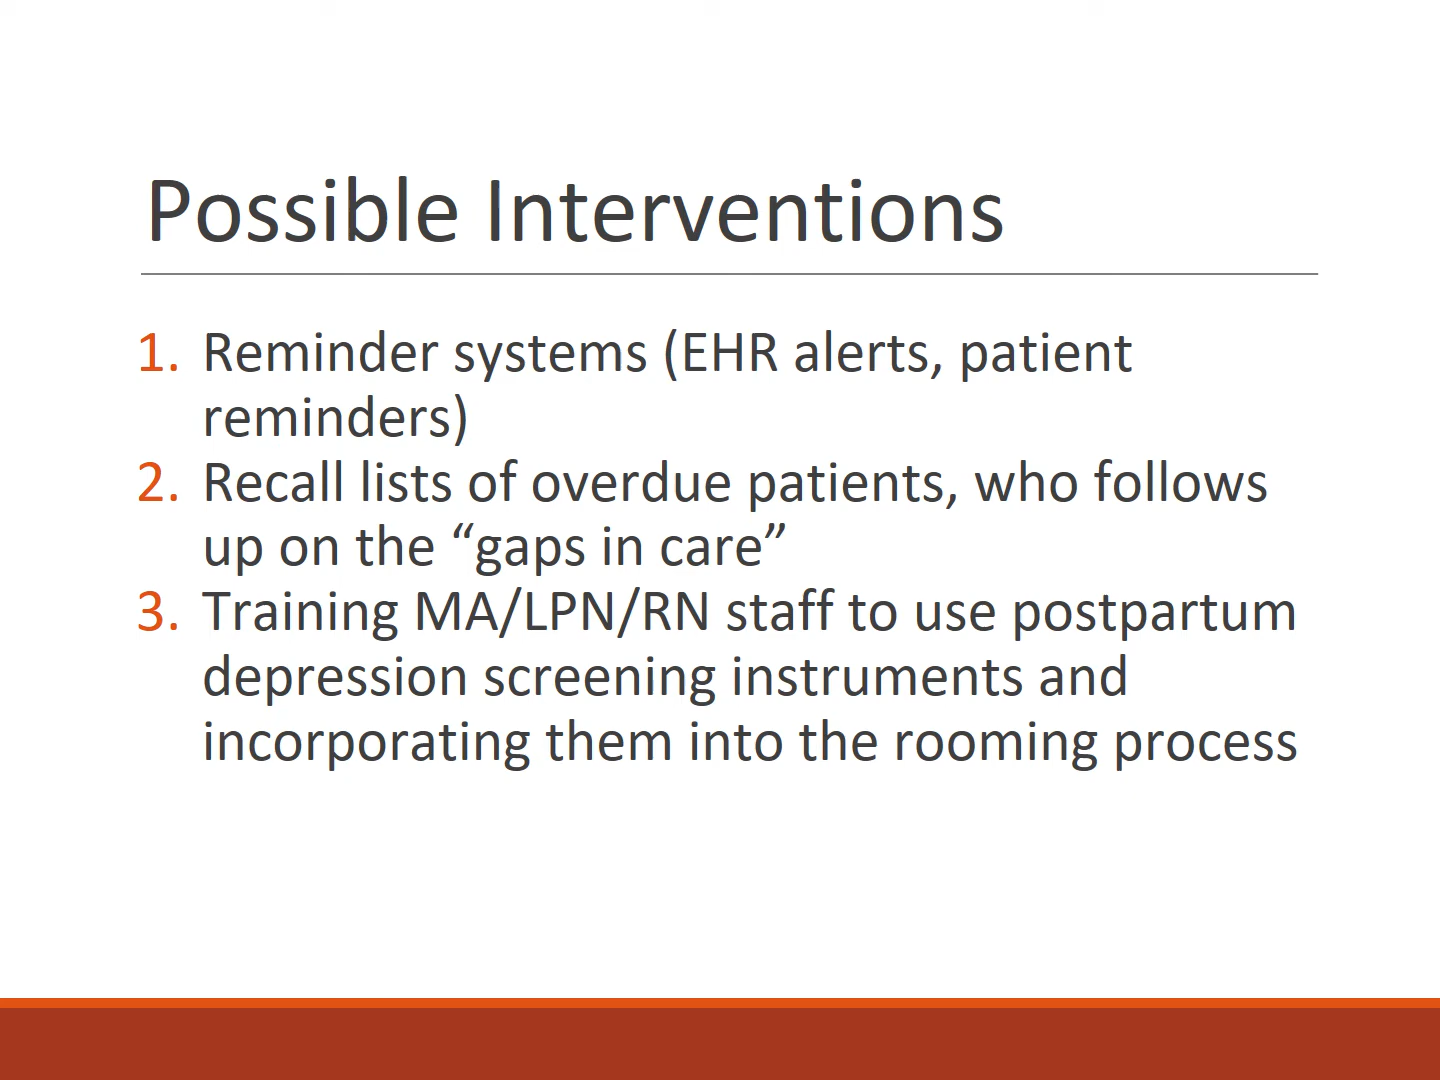 Possible Interventions
1. Reminder systems (EHR alerts, patient
reminders)
2. Recall lists of overdue patients, who follows
up on the “gaps in care”
3. Training MA/LPN/RN staff to use postpartum
depression screening instruments and
incorporating them into the rooming process